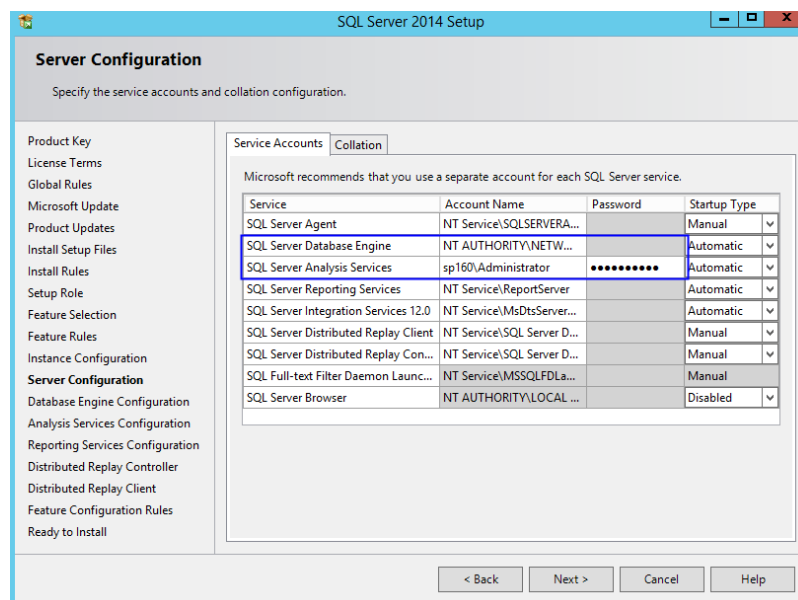 SQL Server 2014 Setup
Server Configuration
Specify the service accounts and collation configuration.
Product Key
License Terms
Global Rules
Microsoft Update
Product Updates
Install Setup Files
Install Rules
Setup Role
Feature Selection
Feature Rules
Instance Configuration
Server Configuration
Database Engine Configuration
Analysis Services Configuration
Reporting Services Configuration
Distributed Replay Controller
Distributed Replay Client
Feature Configuration Rules
Ready to Install
Service Accounts Collation
Microsoft recommends that you use a separate account for each SQL Server service.
Service Account Name Password Startup Type
SQL Server Agent NT Service\SQLSERVERA... Manual
SQL Server Database Engine NT AUTHORITY\NETW... Automatic
SQL Server Analysis Services sp160\Administrator ●●●●●●●●●● Automatic
SQL Server Reporting Services NT Service\ReportServer Automatic
SQL Server Integration Services 12.0 NT Service\MsDtsServer... Automatic
SQL Server Distributed Replay Client NT Service\SQL Server D... Manual
SQL Server Distributed Replay Con... NT Service\SQL Server D... Manual
SQL Full-text Filter Daemon Launc... NT Service\MSSQLFDLa... Manual
SQL Server Browser NT AUTHORITY\LOCAL ... Disabled
< Back Next > Cancel Help